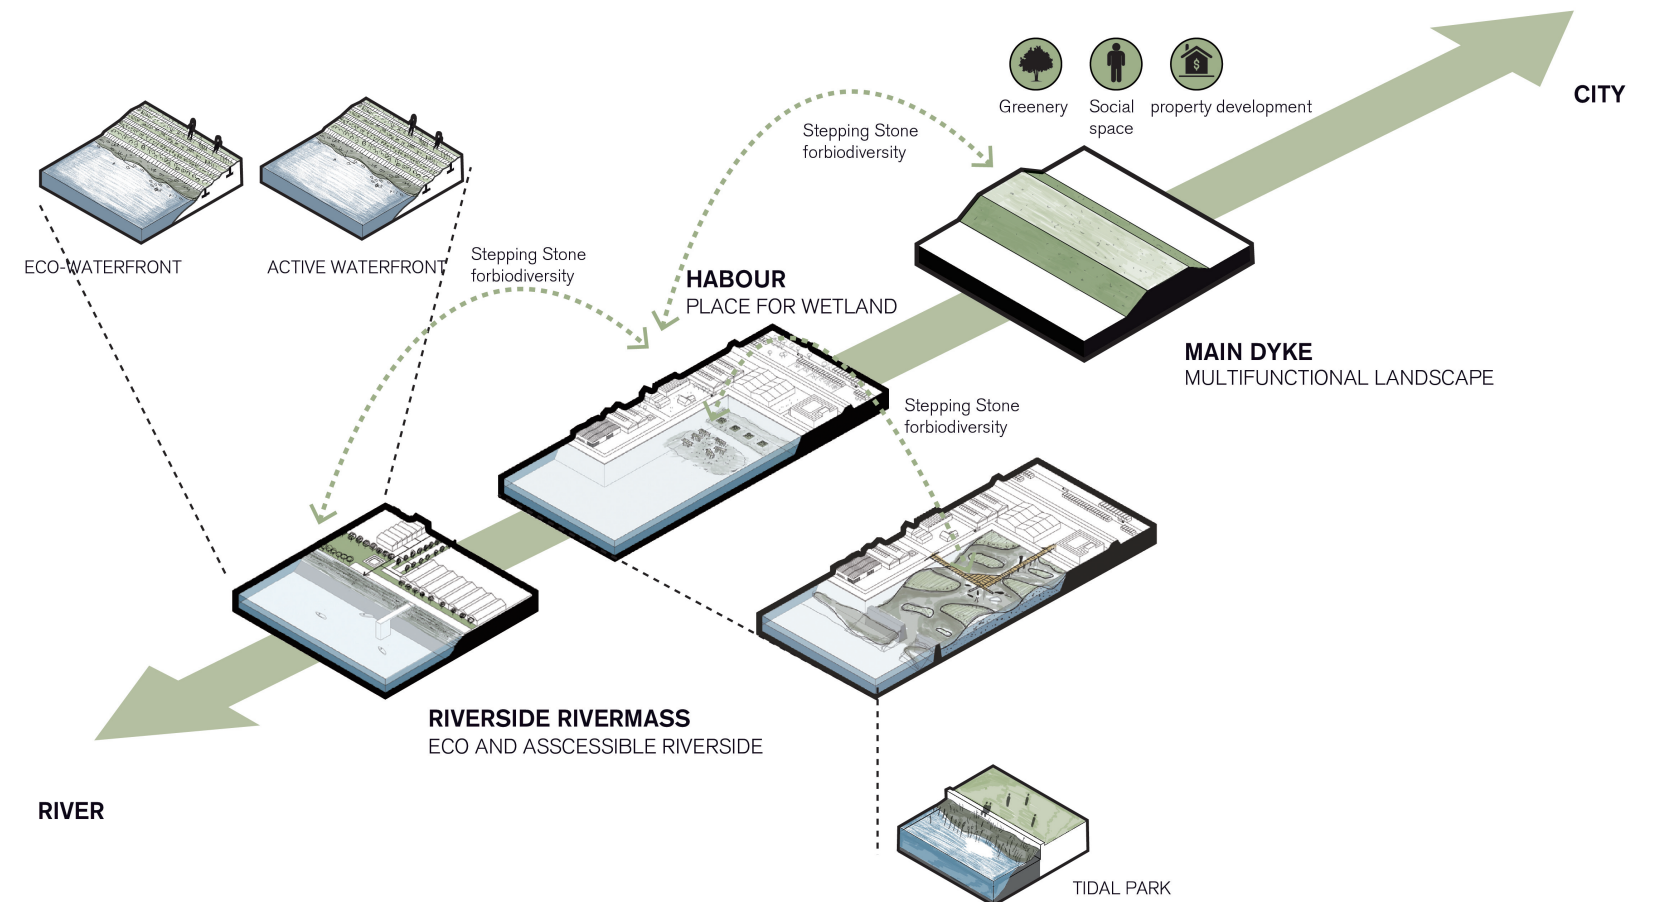 CITY
Greenery
Social
space
property development
Stepping Stone
forbiodiversity
ECO-WATERFRONT
ACTIVE WATERFRONT
Stepping Stone
forbiodiversity
HABOUR
PLACE FOR WETLAND
MAIN DYKE
MULTIFUNCTIONAL LANDSCAPE
Stepping Stone
forbiodiversity
RIVERSIDE RIVERMASS
ECO AND ASSCESSIBLE RIVERSIDE
RIVER
TIDAL PARK